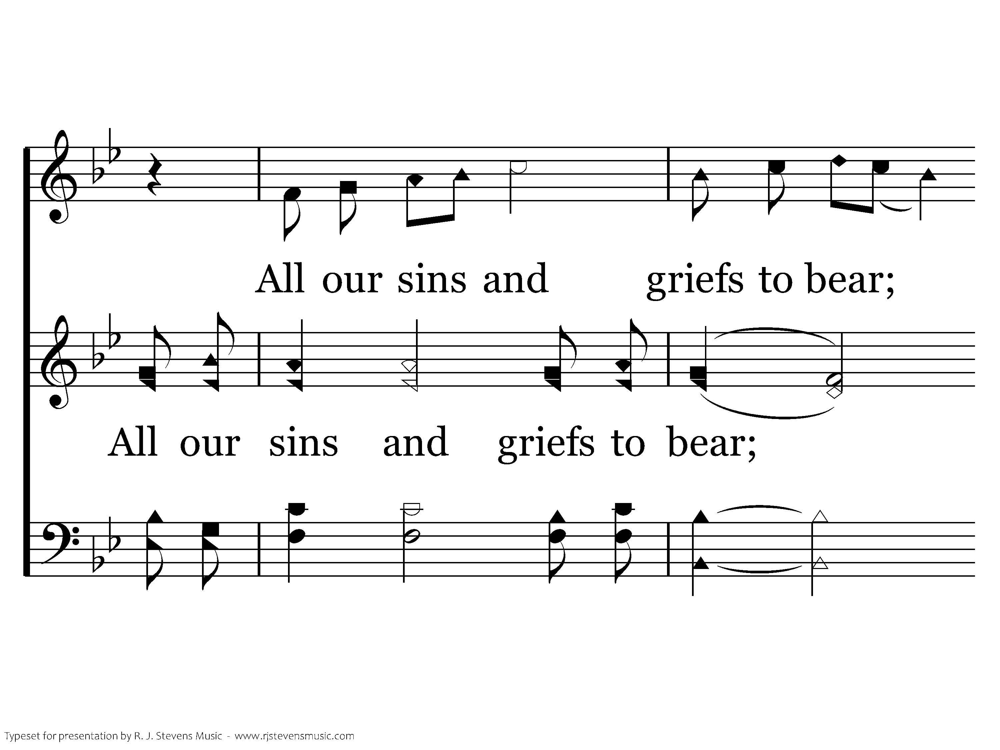 All our sins and griefs to bear;
All our sins and griefs to bear;
Typeset for presentation by R. J. Stevens Music - www.rjstevensmusic.com